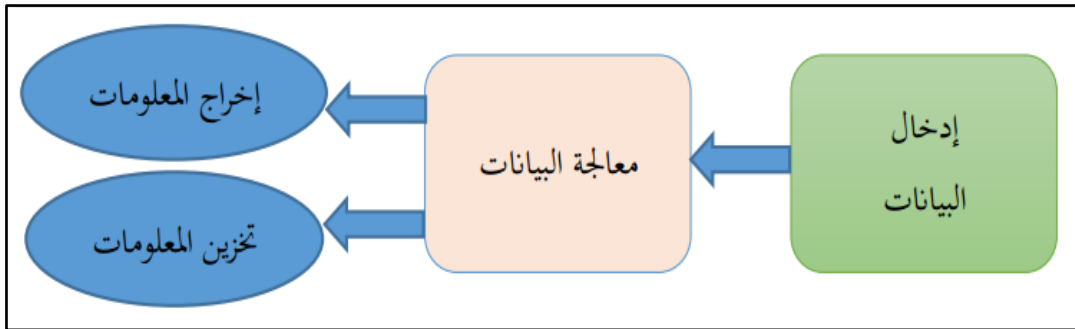 إدخال
البيانات
معالجة البيانات
إخراج المعلومات
تخزين المعلومات